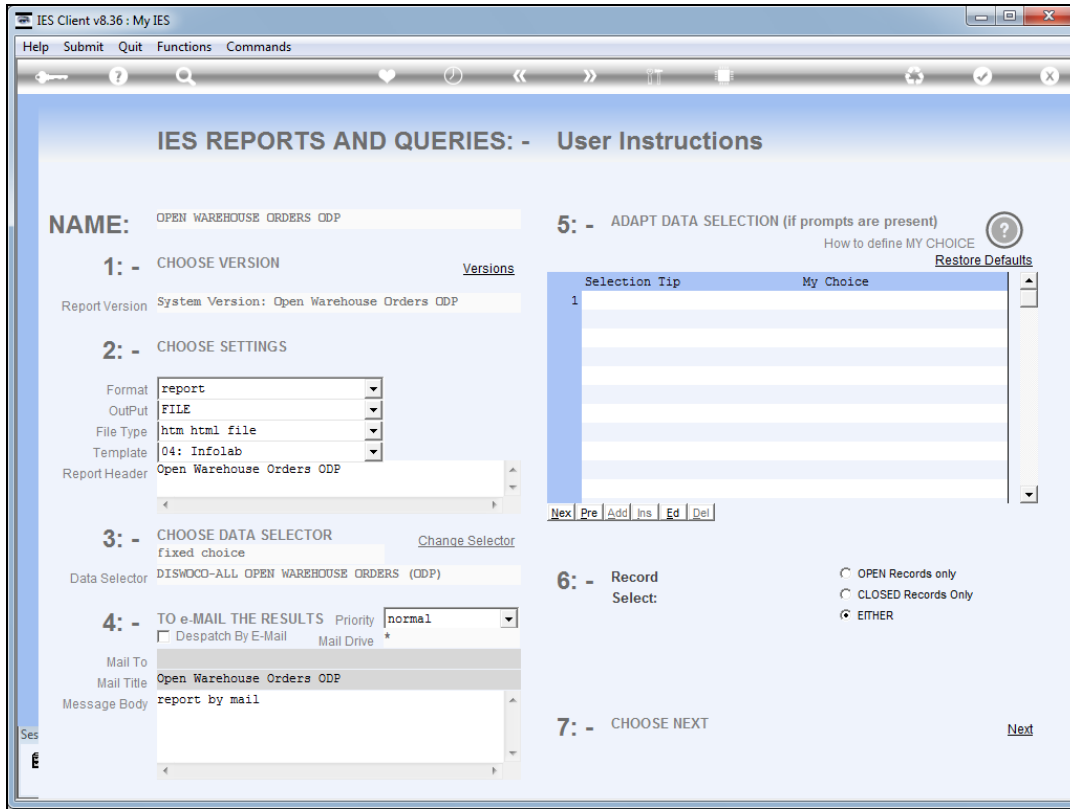 IES Client v8.36 : My IES
Help Submit Quit Functions Commands
IES REPORTS AND QUERIES: - User Instructions
NAME: OPEN WAREHOUSE ORDERS ODP
1: - CHOOSE VERSION Versions
Report Version System Version: Open Warehouse Orders ODP
2: - CHOOSE SETTINGS
Format report
OutPut FILE
File Type htm html file
Template 04: Infolab
Report Header Open Warehouse Orders ODP
3: - CHOOSE DATA SELECTOR Change Selector
fixed choice
Data Selector DISWOCO-ALL OPEN WAREHOUSE ORDERS (ODP)
4: - TO e-MAIL THE RESULTS Priority normal
Despatch By E-Mail Mail Drive *
Mail To
Mail Title Open Warehouse Orders ODP
Message Body report by mail
5: - ADAPT DATA SELECTION (if prompts are present)
How to define MY CHOICE ?
Restore Defaults
Selection Tip My Choice
1
Nex Pre Add Ins Ed Del
6: - Record Select:
OPEN Records only
CLOSED Records Only
EITHER
7: - CHOOSE NEXT Next
Ses